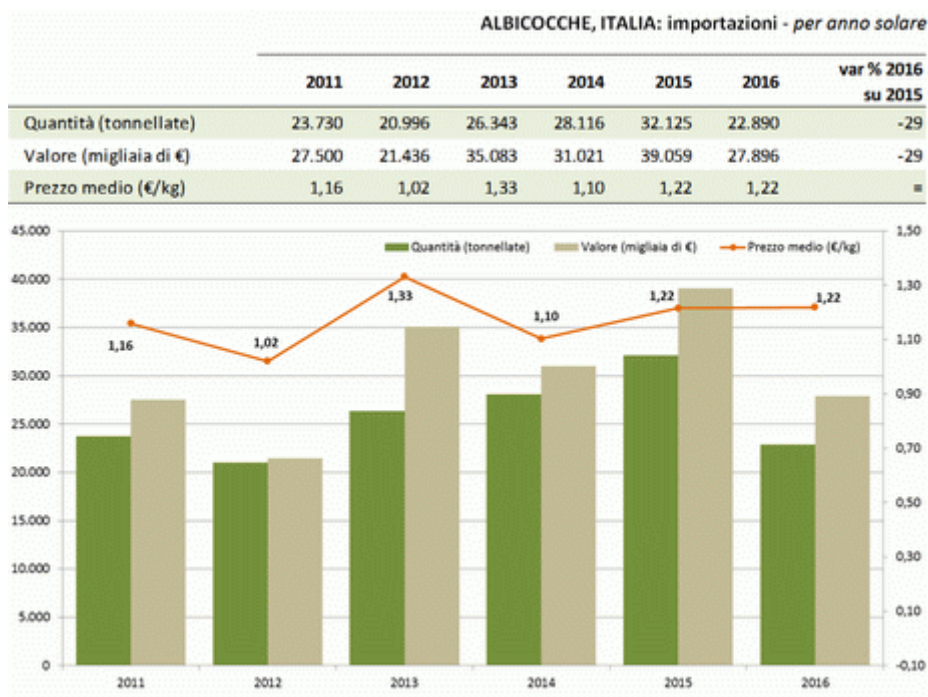 ALBICOCCHE, ITALIA: importazioni - per anno solare
2011 2012 2013 2014 2015 2016 var % 2016 su 2015
Quantità (tonnellate) 23.730 20.996 26.343 28.116 32.125 22.890 -29
Valore (migliaia di €) 27.500 21.436 35.083 31.021 39.059 27.896 -29
Prezzo medio (€/kg) 1,16 1,02 1,33 1,10 1,22 1,22 =
45.000 1,50
Quantità (tonnellate) Valore (migliaia di €) Prezzo medio (€/kg)
40.000 1,30
1,33 1,22 1,22
35.000
1,10
1,16 1,02 1,10
30.000
25.000 0,90
20.000 0,70
15.000 0,50
10.000 0,30
5.000 0,10
0 -0,10
2011 2012 2013 2014 2015 2016